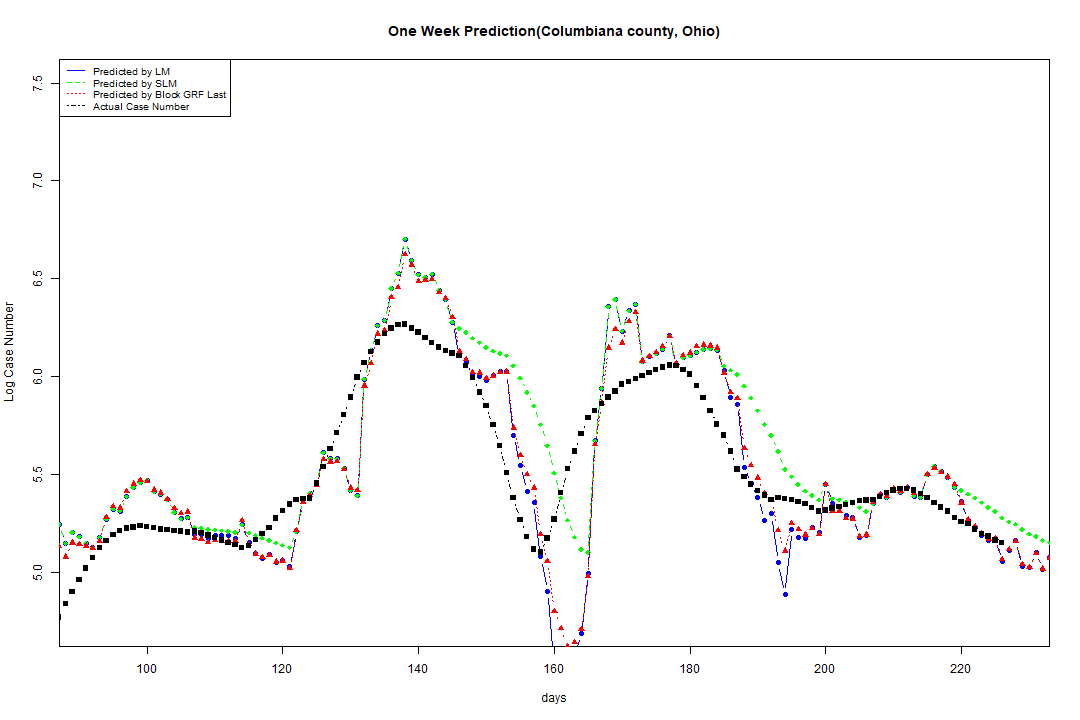 One Week Prediction(Columbiana county, Ohio)
Predicted by LM
Predicted by SLM
Predicted by Block GRF Last
Actual Case Number
7.5
7.0
6.5
6.0
5.5
5.0
Log Case Number
100 120 140 160 180 200 220
days